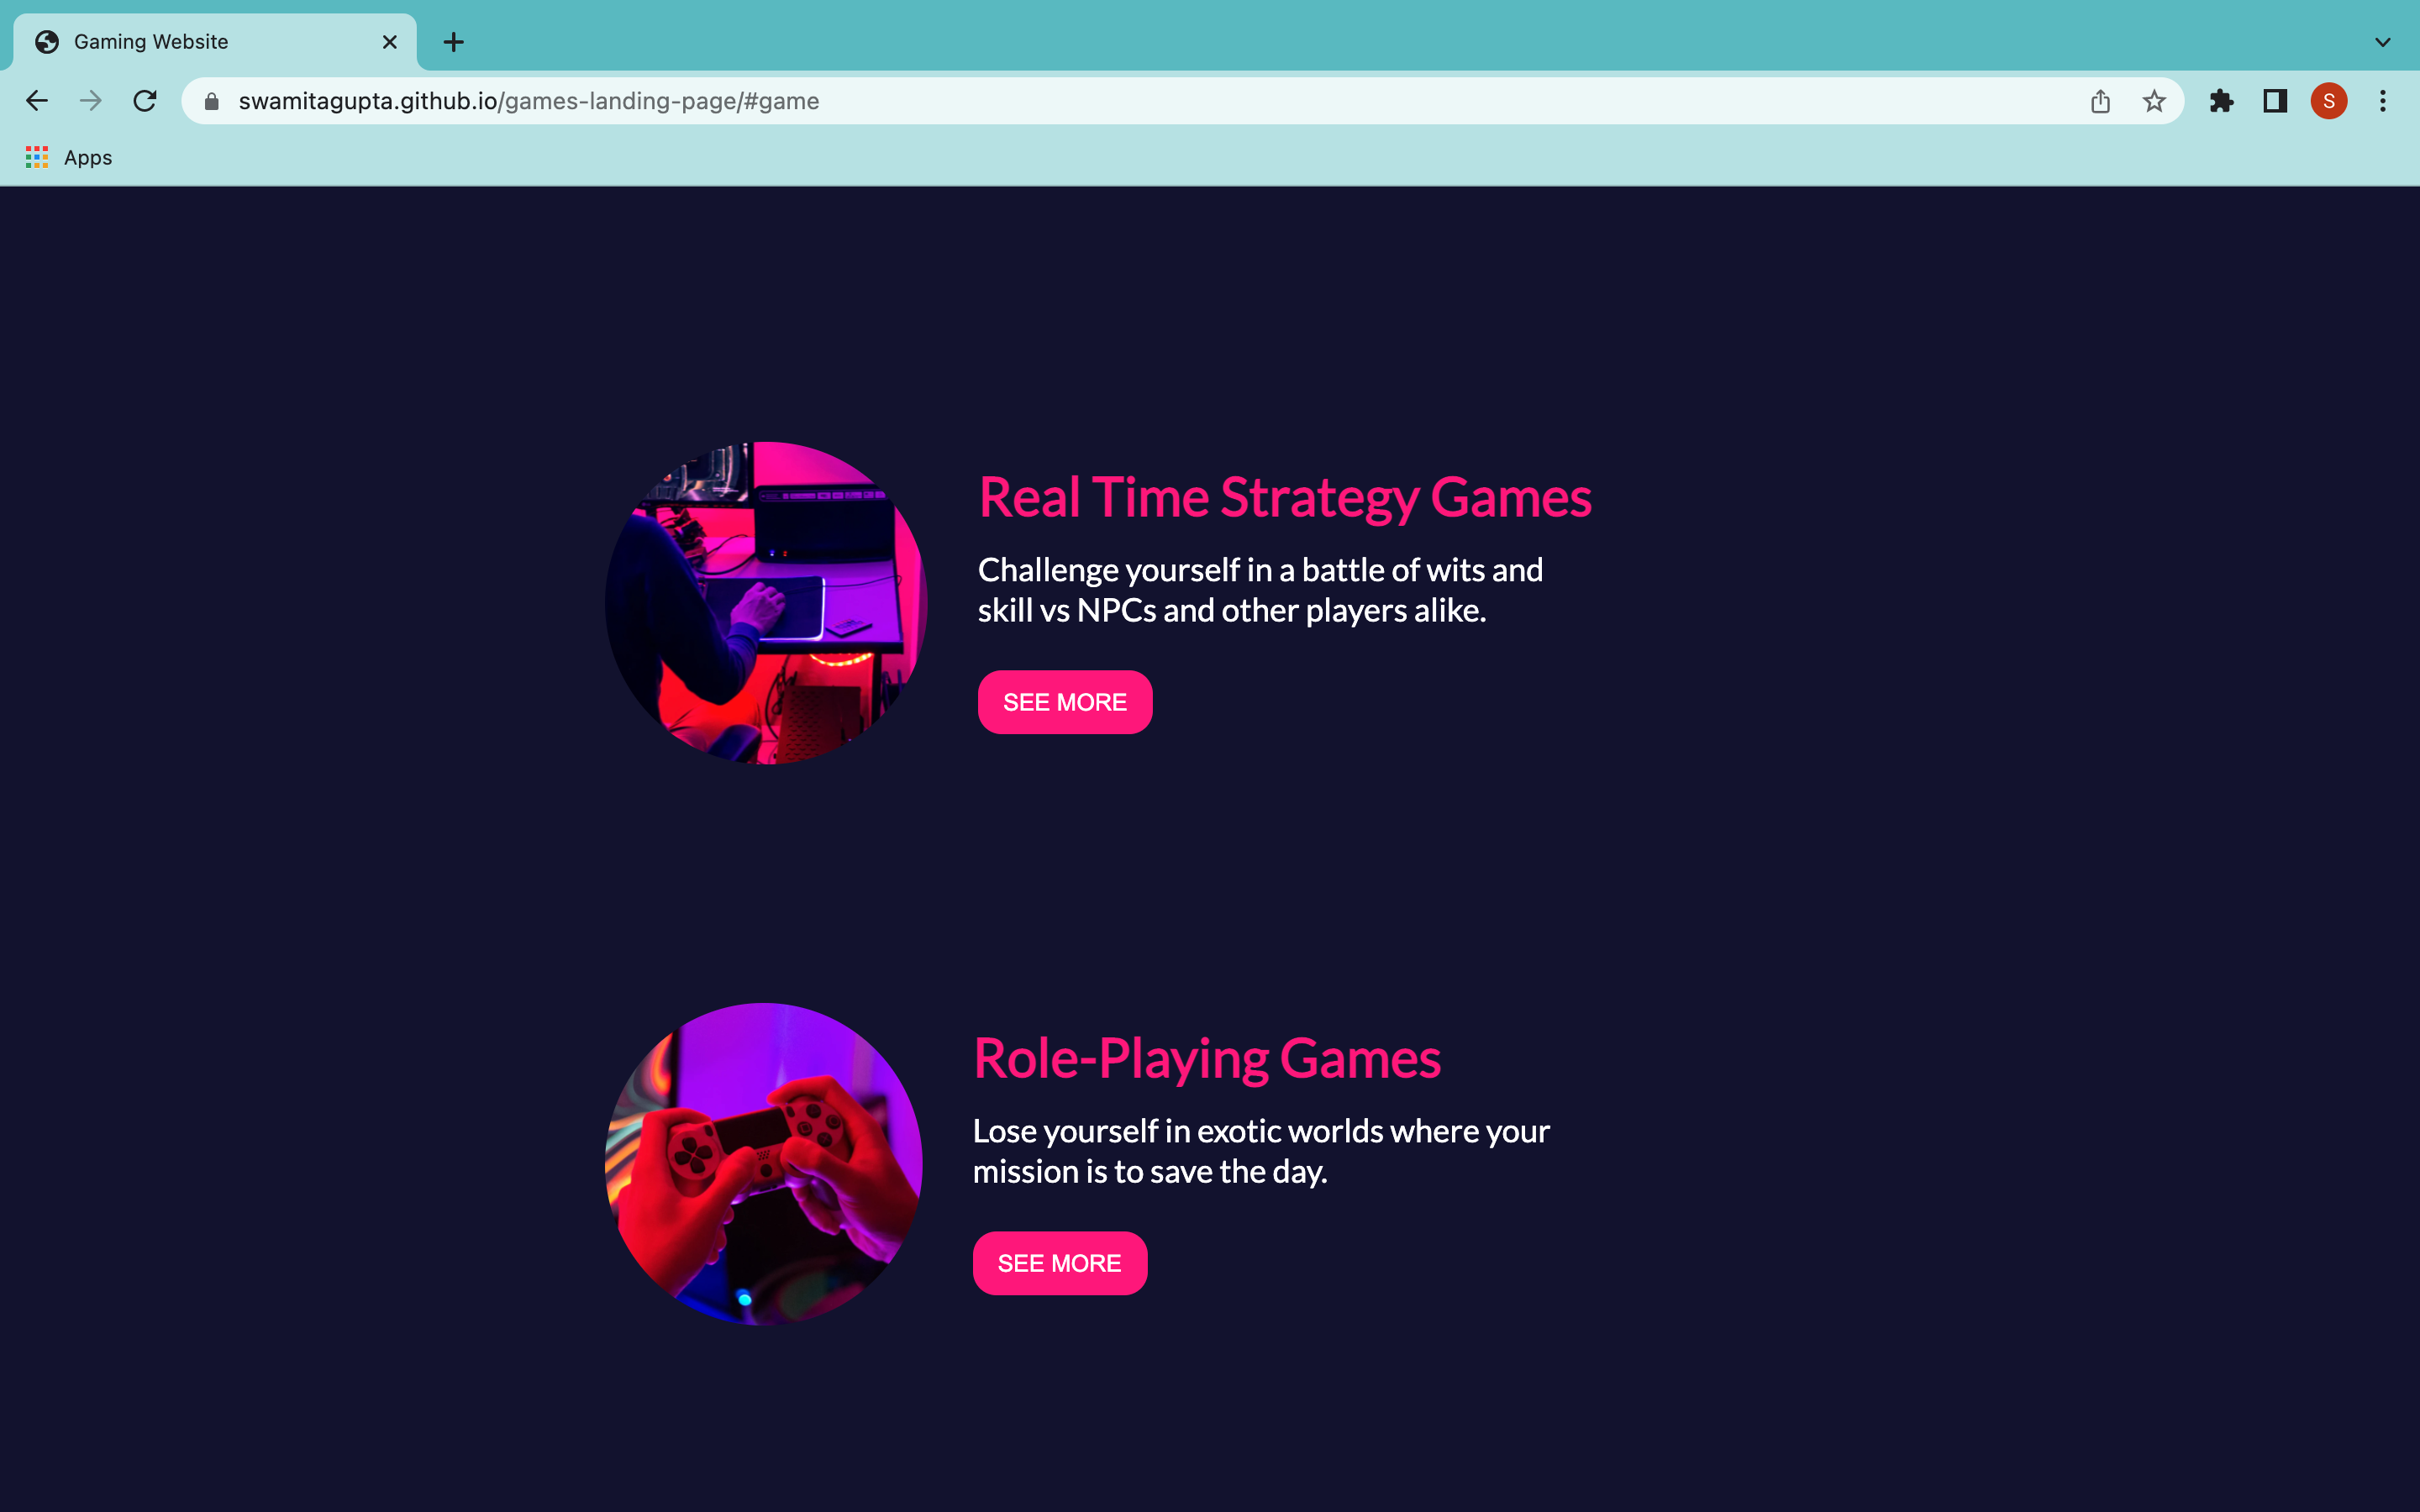 Gaming Website
swamitagupta.github.io/games-landing-page/#game
S
Apps
Real Time Strategy Games
Challenge yourself in a battle of wits and
skill vs NPCs and other players alike.
SEE MORE
Role-Playing Games
Lose yourself in exotic worlds where your
mission is to save the day.
SEE MORE